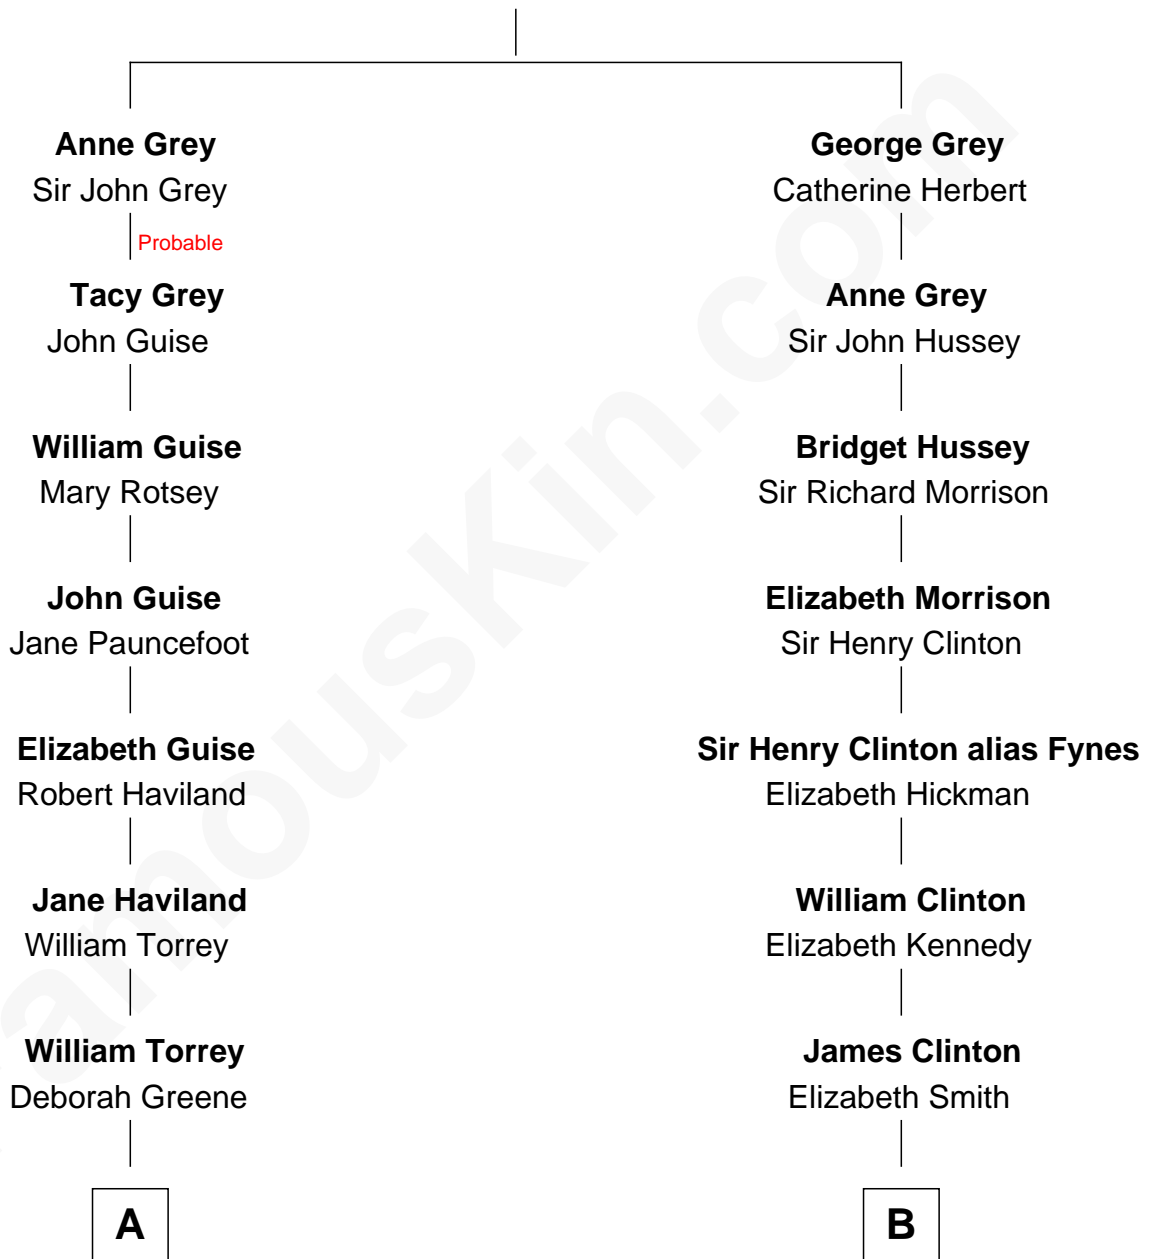 Anne Grey
Sir John Grey
Probable
Tacy Grey
John Guise
William Guise
Mary Rotsey
John Guise
Jane Pauncefoot
Elizabeth Guise
Robert Haviland
Jane Haviland
William Torrey
William Torrey
Deborah Greene
A
George Grey
Catherine Herbert
Anne Grey
Sir John Hussey
Bridget Hussey
Sir Richard Morrison
Elizabeth Morrison
Sir Henry Clinton
Sir Henry Clinton alias Fynes
Elizabeth Hickman
William Clinton
Elizabeth Kennedy
James Clinton
Elizabeth Smith
B
amouskin.com